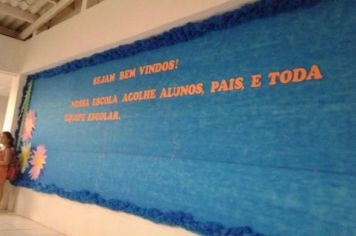 SEJAM BEM VINDOS!
NOSSA ESCOLA ACOLHE ALUNOS, PAIS, E TODA
EQUIPE ESCOLAR.